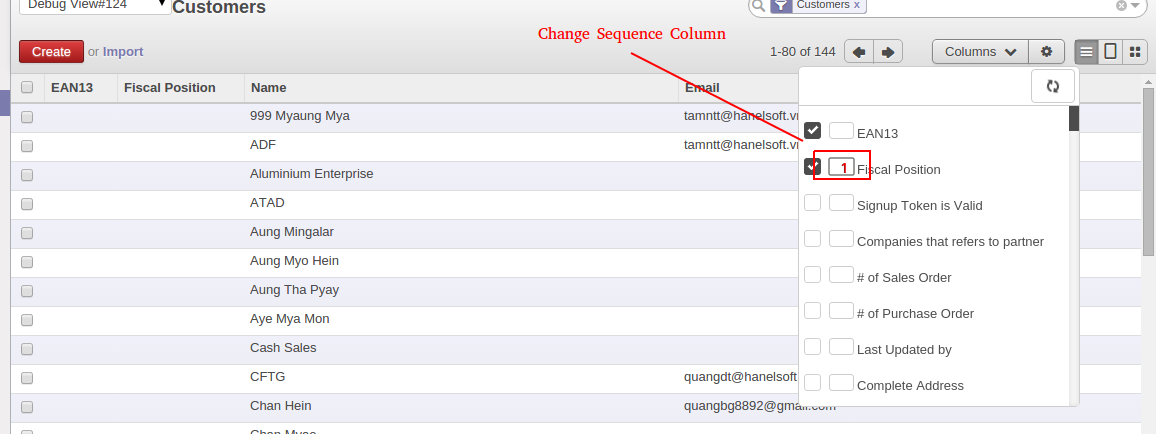 Debug View#124
Customers
Customers x
Change Sequence Column
Create or Import
1-80 of 144
Columns
EAN13 Fiscal Position Name Email
999 Myaung Mya tamntt@hanelsoft.vn
ADF tamntt@hanelsoft.vn
Aluminium Enterprise
ATAD
Aung Mingalar
Aung Myo Hein
Aung Tha Pyay
Aye Mya Mon
Cash Sales
CFTG quangdt@hanelsoft
Chan Hein quangbg8892@gmail.com
Chan Myae
EAN13
1 Fiscal Position
Signup Token is Valid
Companies that refers to partner
# of Sales Order
# of Purchase Order
Last Updated by
Complete Address